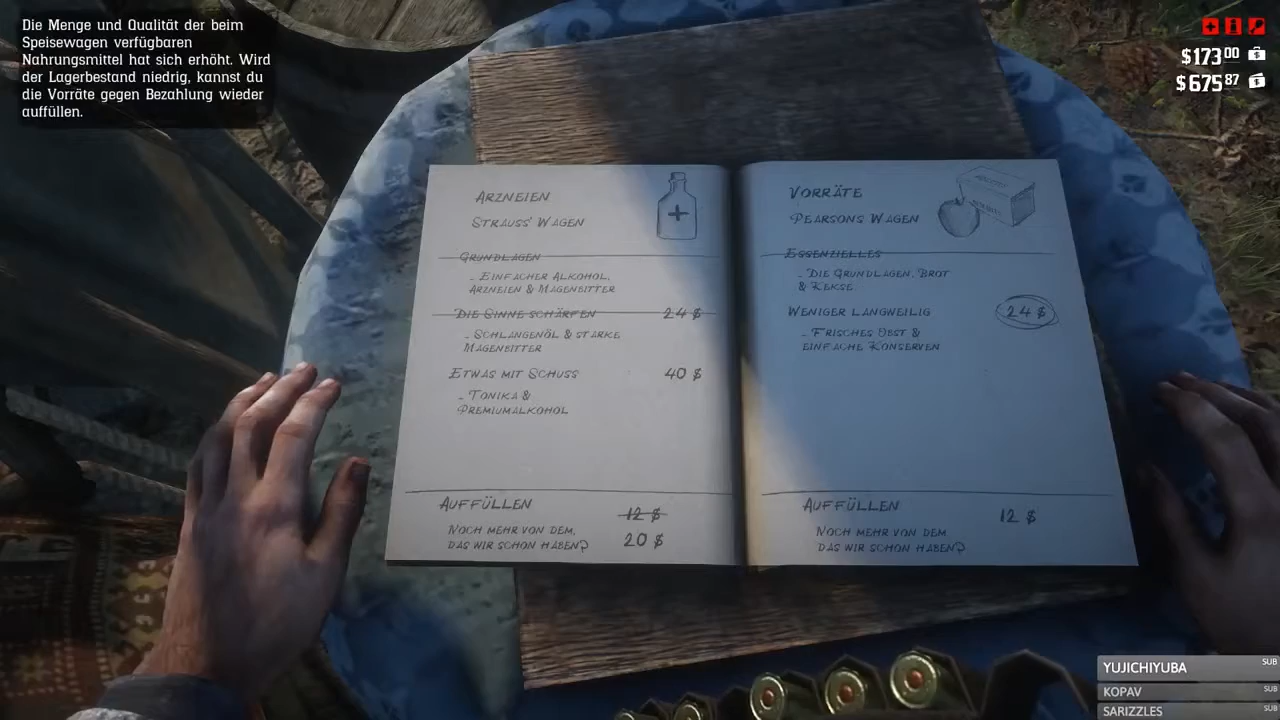 Die Menge und Qualität der beim
Speisewagen verfügbaren
Nahrungsmittel hat sich erhöht. Wird
der Lagerbestand niedrig, kannst du
die Vorräte gegen Bezahlung wieder
auffüllen.
$173 00
$675 87
ARZNEIEN
STRAUSS' WAGEN
GRUNDLAGEN
- EINFACHER ALKOHOL,
ARZNEIEN & MAGENBITTER
DIE SINNE SCHÄRFEN 24 $
- SCHLANGENÖL & STARKE
MAGENBITTER
ETWAS MIT SCHUSS 40 $
- TONIKA &
PREMIUMALKOHOL
AUFFÜLLEN 12 $
NOCH MEHR VON DEM,
DAS WIR SCHON HABEN? 20 $
VORRÄTE
PEARSONS WAGEN
ESSENZIELLES
- DIE GRUNDLAGEN, BROT
& KEKSE
WENIGER LANGWEILIG 24 $
- FRISCHES OBST &
EINFACHE KONSERVEN
AUFFÜLLEN 12 $
NOCH MEHR VON DEM
DAS WIR SCHON HABEN?
YUJICHIYUBA SUB
KOPAV SUB
SARIZZLES SUB